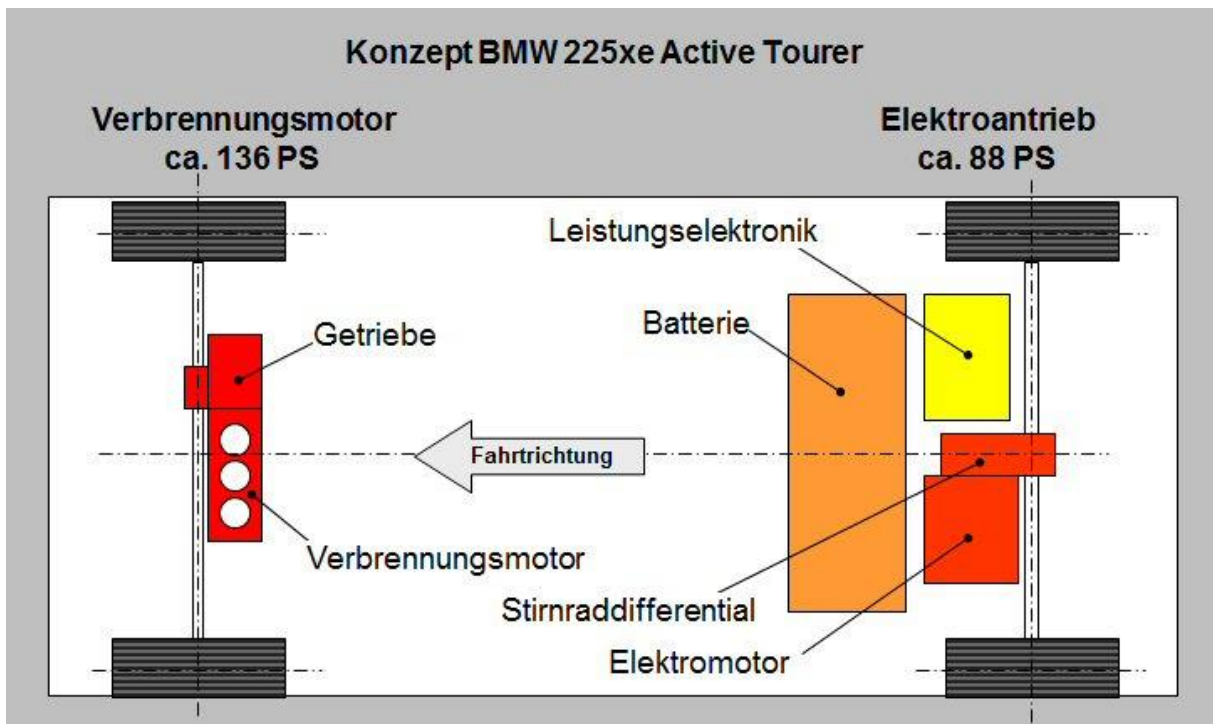 Konzept BMW 225xe Active Tourer
Verbrennungsmotor
ca. 136 PS
Elektroantrieb
ca. 88 PS
Leistungselektronik
Getriebe
Batterie
Fahrtrichtung
Verbrennungsmotor
Stirnraddifferential
Elektromotor